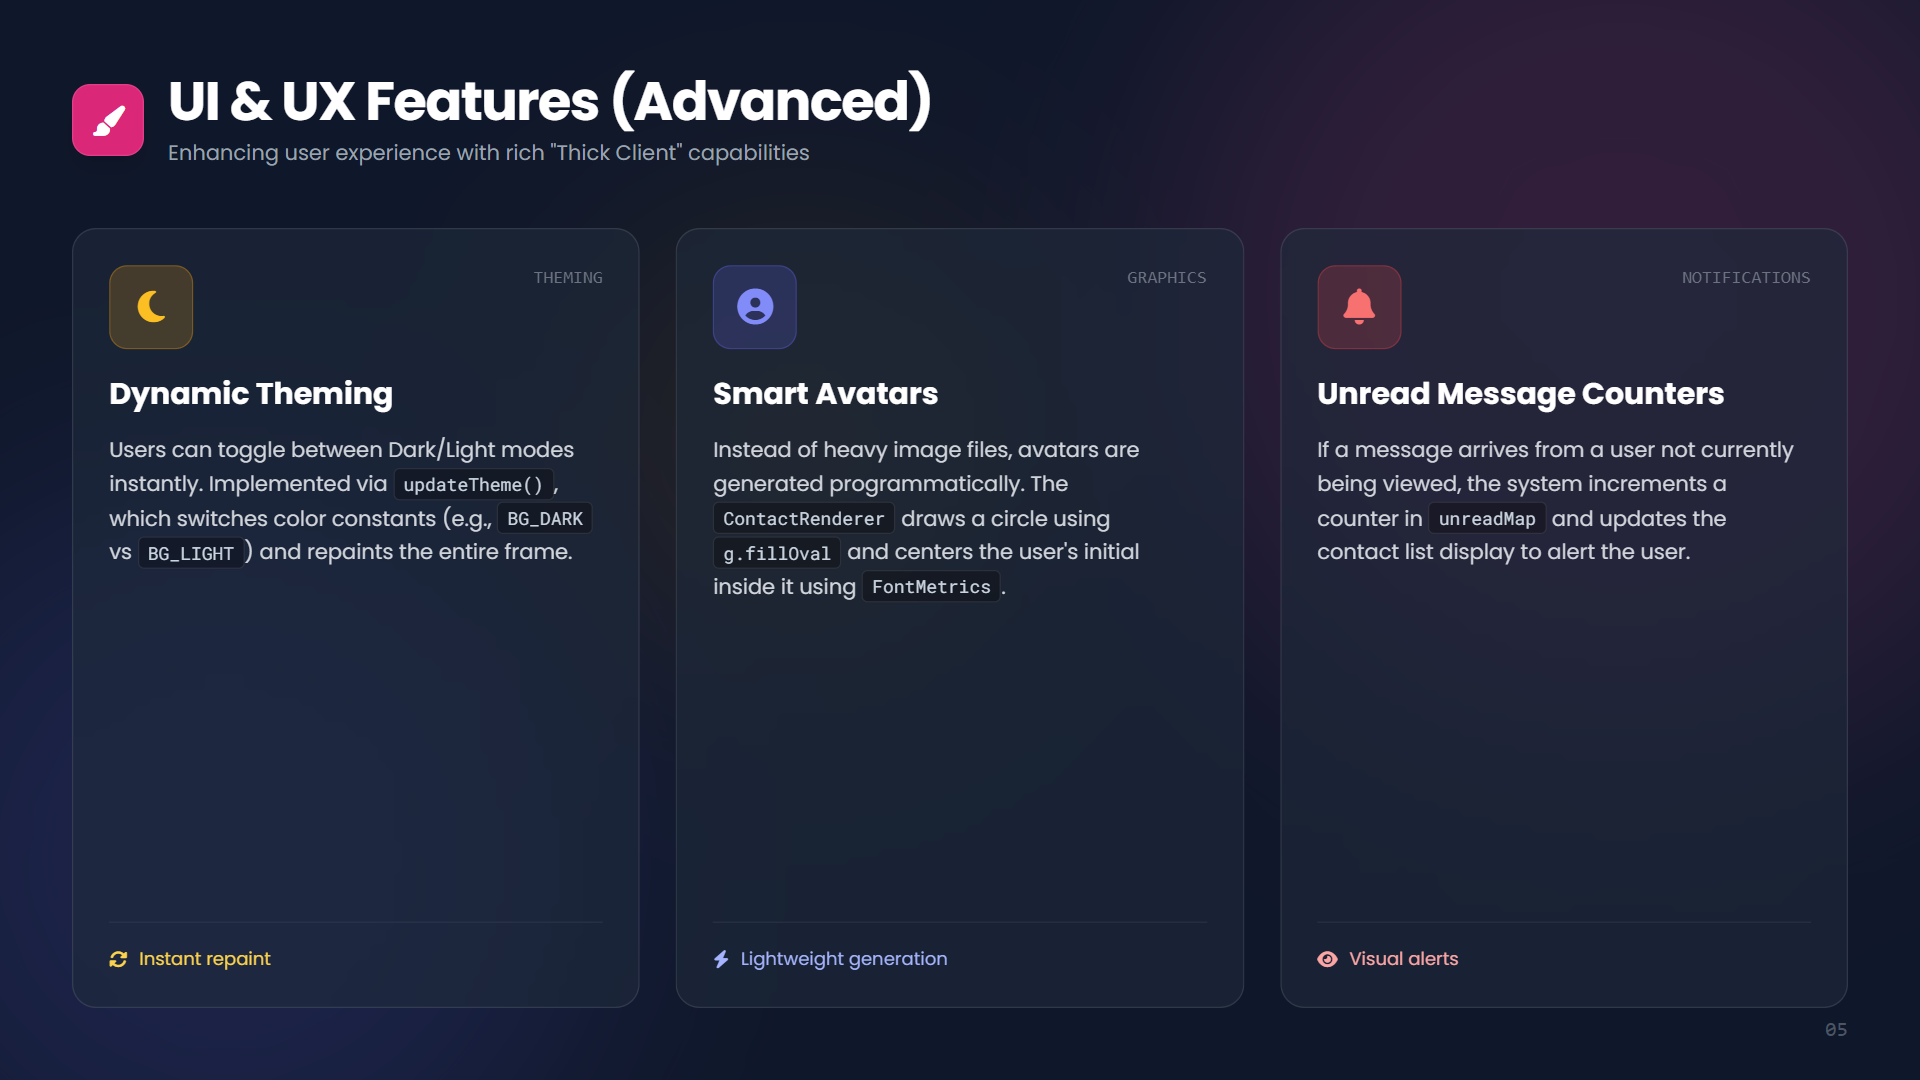 UI & UX Features (Advanced)
Enhancing user experience with rich "Thick Client" capabilities
THEMING
Dynamic Theming
Users can toggle between Dark/Light modes
instantly. Implemented via updateTheme(),
which switches color constants (e.g., BG_DARK
vs BG_LIGHT) and repaints the entire frame.
Instant repaint
GRAPHICS
Smart Avatars
Instead of heavy image files, avatars are
generated programmatically. The
ContactRenderer draws a circle using
g.fillOval and centers the user's initial
inside it using FontMetrics.
Lightweight generation
NOTIFICATIONS
Unread Message Counters
If a message arrives from a user not currently
being viewed, the system increments a
counter in unreadMap and updates the
contact list display to alert the user.
Visual alerts
05